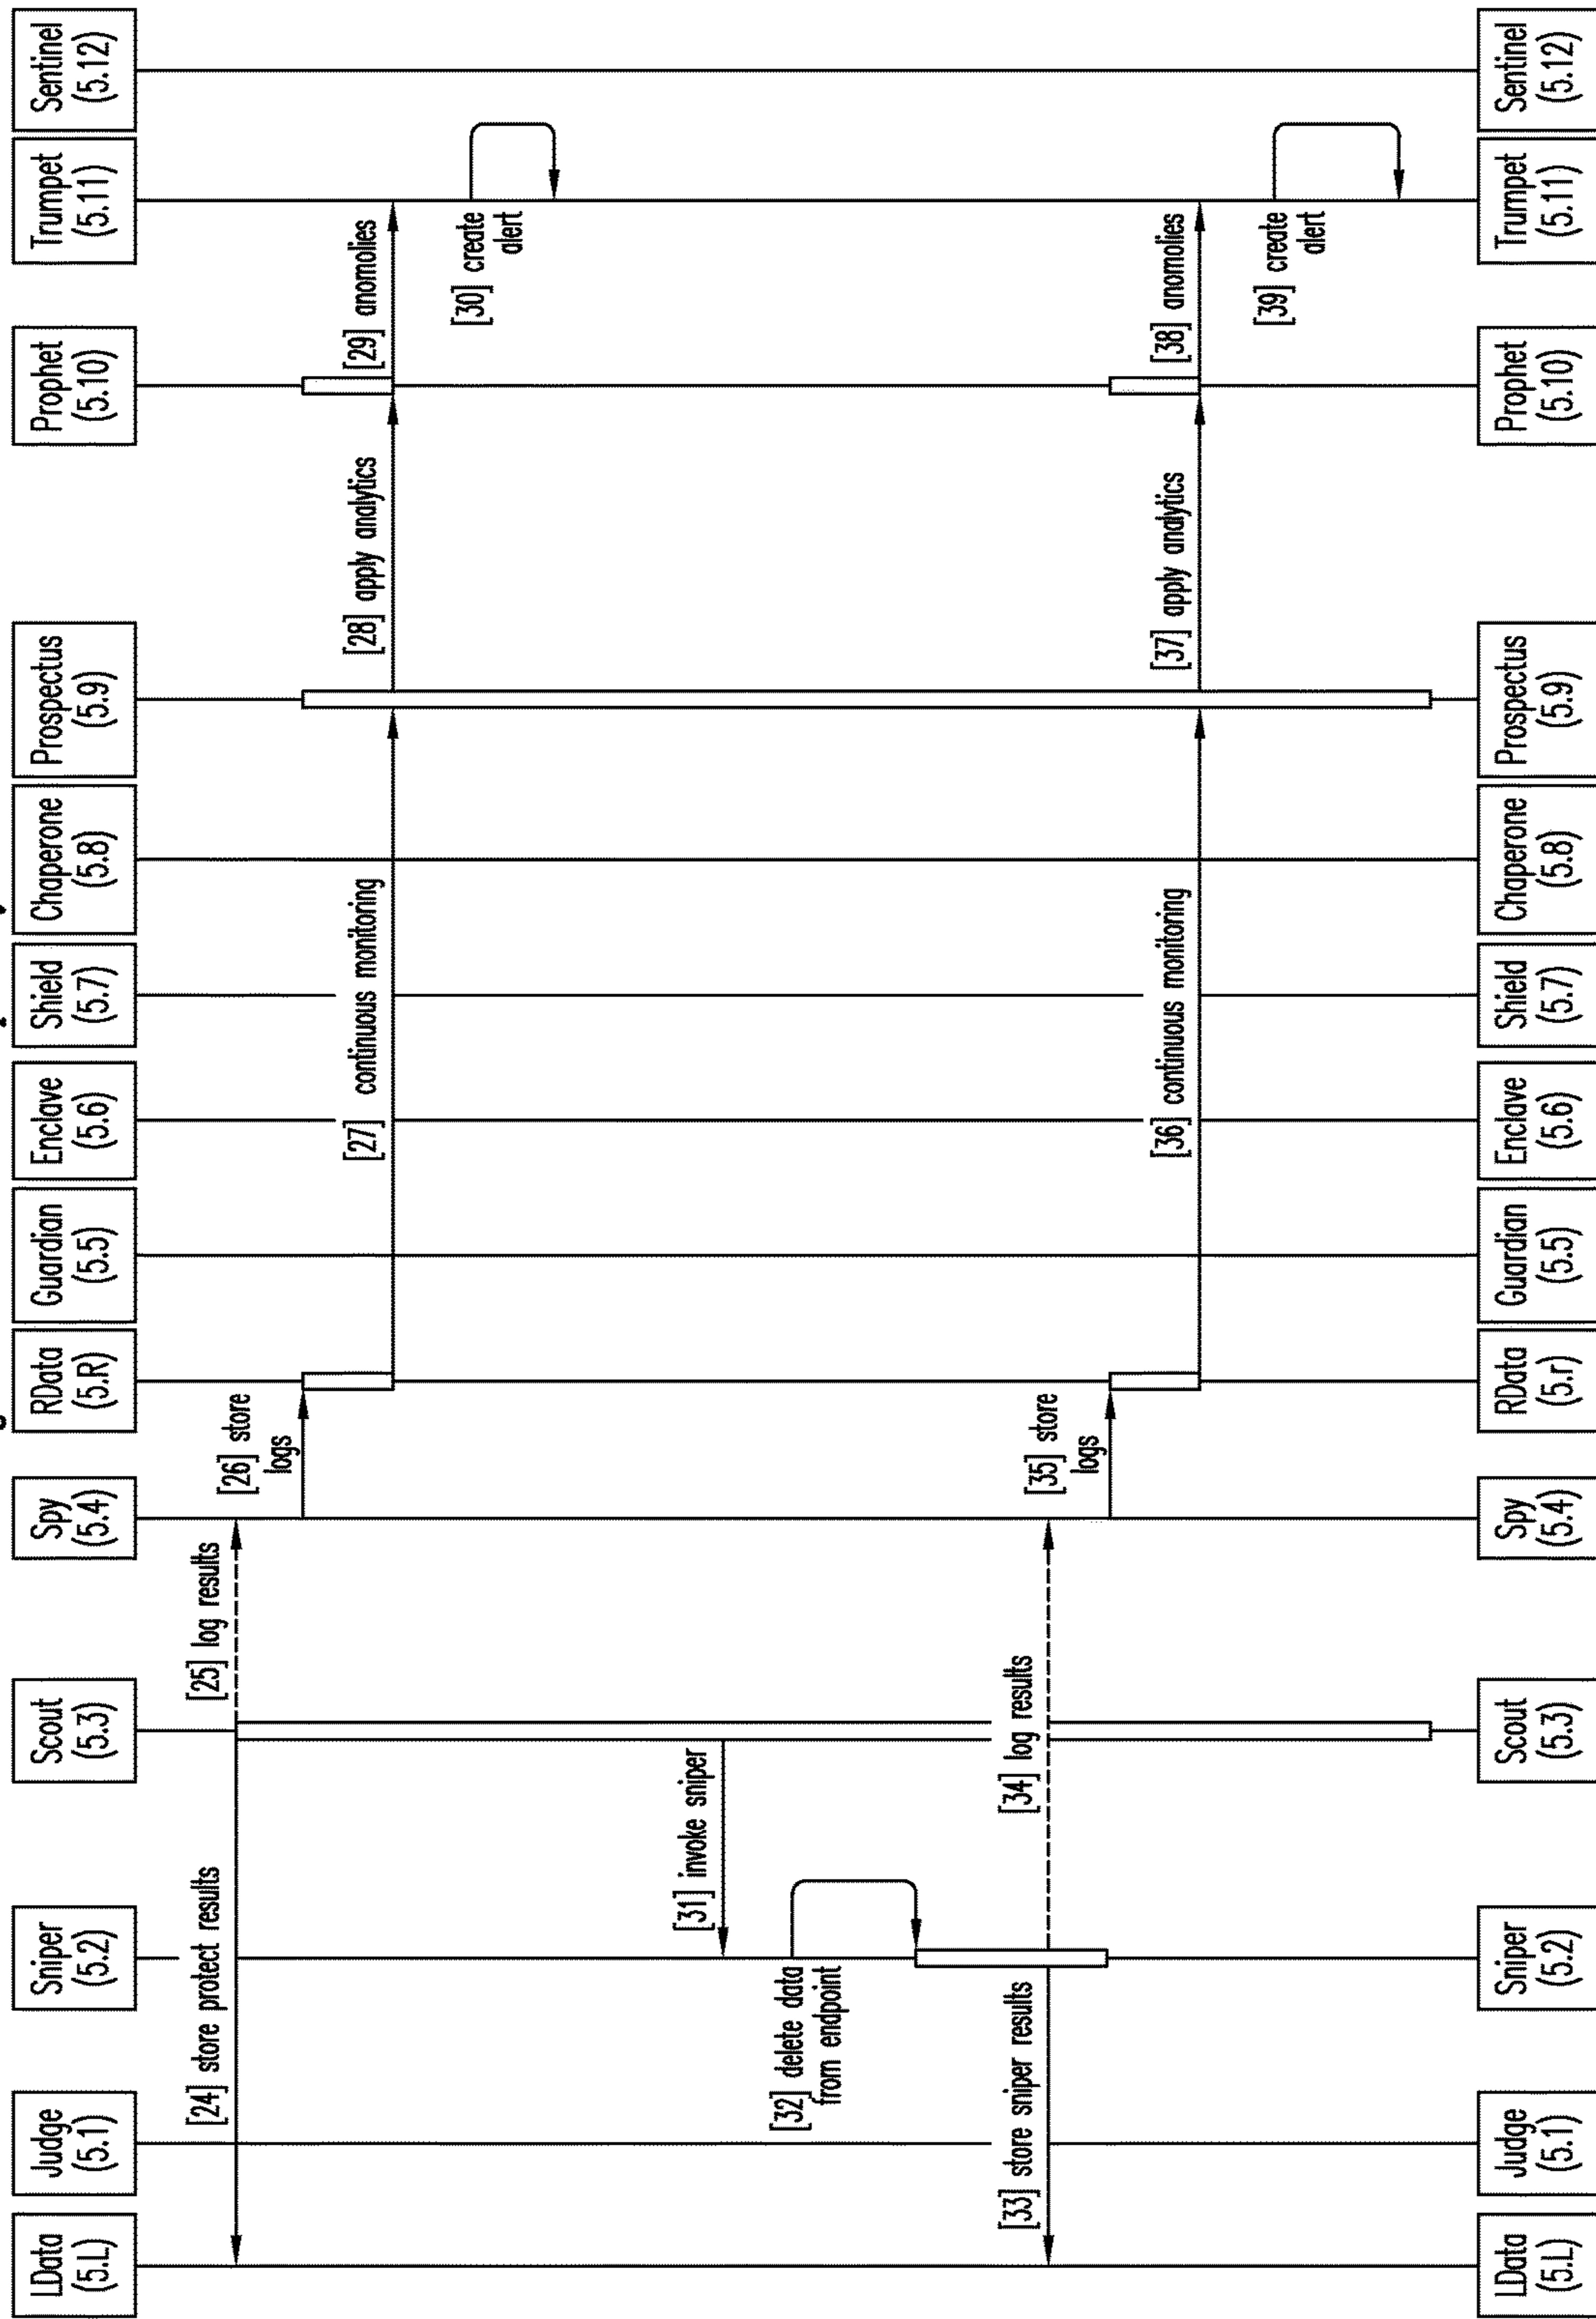 LData
(5.L)
Judge
(5.1)
Sniper
(5.2)
Scout
(5.3)
Spy
(5.4)
RData
(5.R)
Guardian
(5.5)
Enclave
(5.6)
Shield
(5.7)
Chaperone
(5.8)
Prospectus
(5.9)
Prophet
(5.10)
Trumpet
(5.11)
Sentinel
(5.12)
[24] store protect results
[25] log results
[26] store
logs
[27] continuous monitoring
[28] apply analytics
[29] anomolies
[30] create
alert
[31] invoke sniper
[32] delete data
from endpoint
[33] store sniper results
[34] log results
[35] store
logs
[36] continuous monitoring
[37] apply analytics
[38] anomolies
[39] create
alert
LData
(5.L)
Judge
(5.1)
Sniper
(5.2)
Scout
(5.3)
Spy
(5.4)
RData
(5.r)
Guardian
(5.5)
Enclave
(5.6)
Shield
(5.7)
Chaperone
(5.8)
Prospectus
(5.9)
Prophet
(5.10)
Trumpet
(5.11)
Sentinel
(5.12)